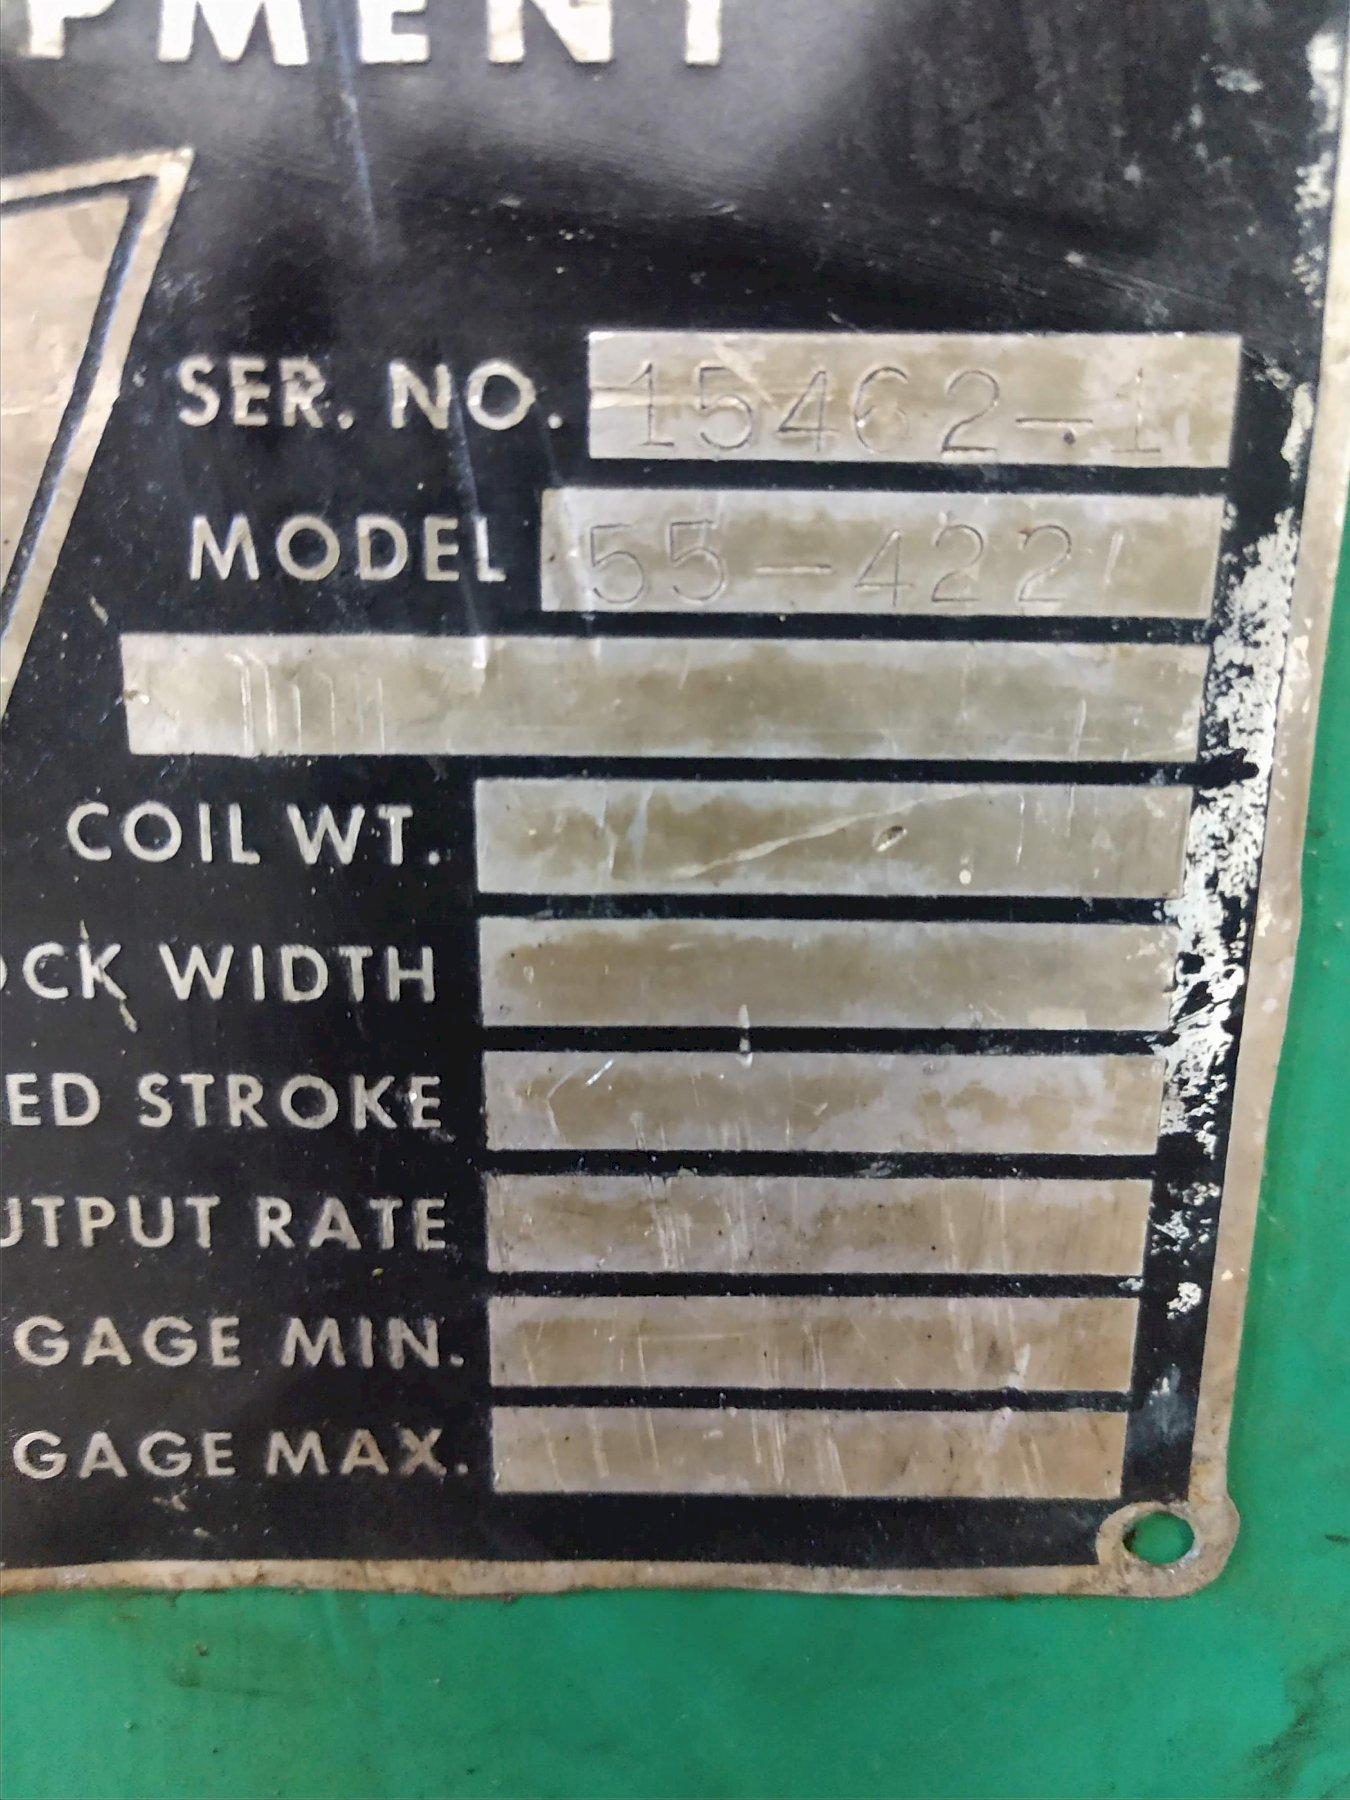 PMENT
SER. NO. 15462-1
MODEL 55-422
COIL WT.
OCK WIDTH
ED STROKE
UTPUT RATE
GAGE MIN.
GAGE MAX.